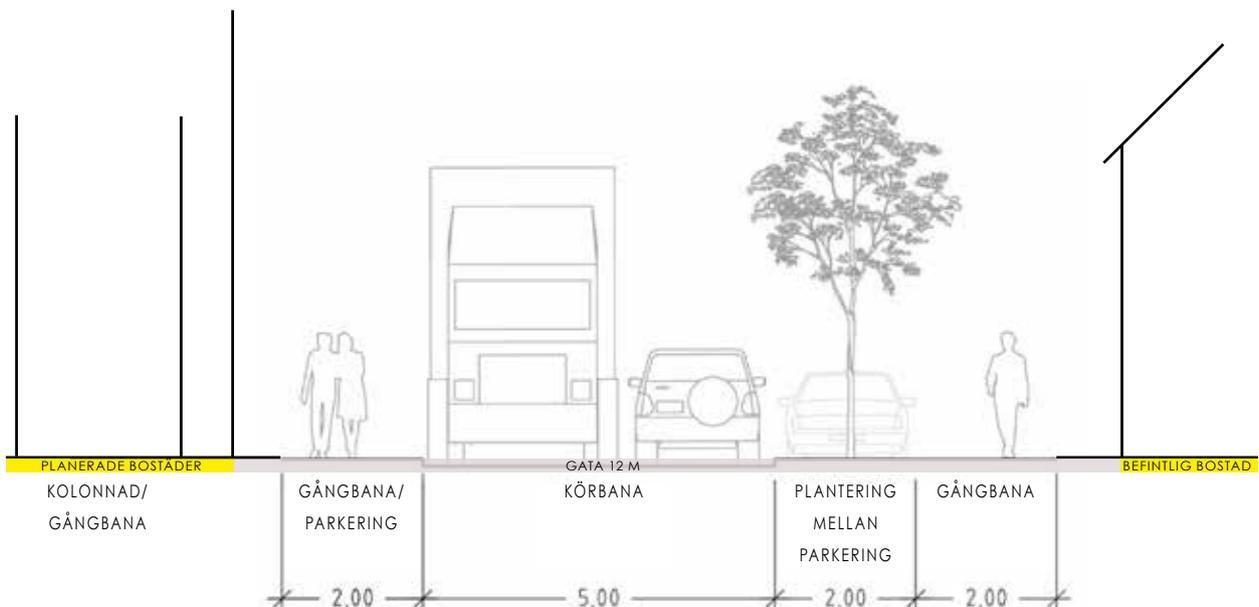 PLANERADE BOSTÄDER
GATA 12 M
BEFINTLIG BOSTAD
KOLONNAD/
GÅNGBANA
GÅNGBANA/
PARKERING
KÖRBANA
PLANTERING
MELLAN
PARKERING
GÅNGBANA
2,00
5,00
2,00
2,00